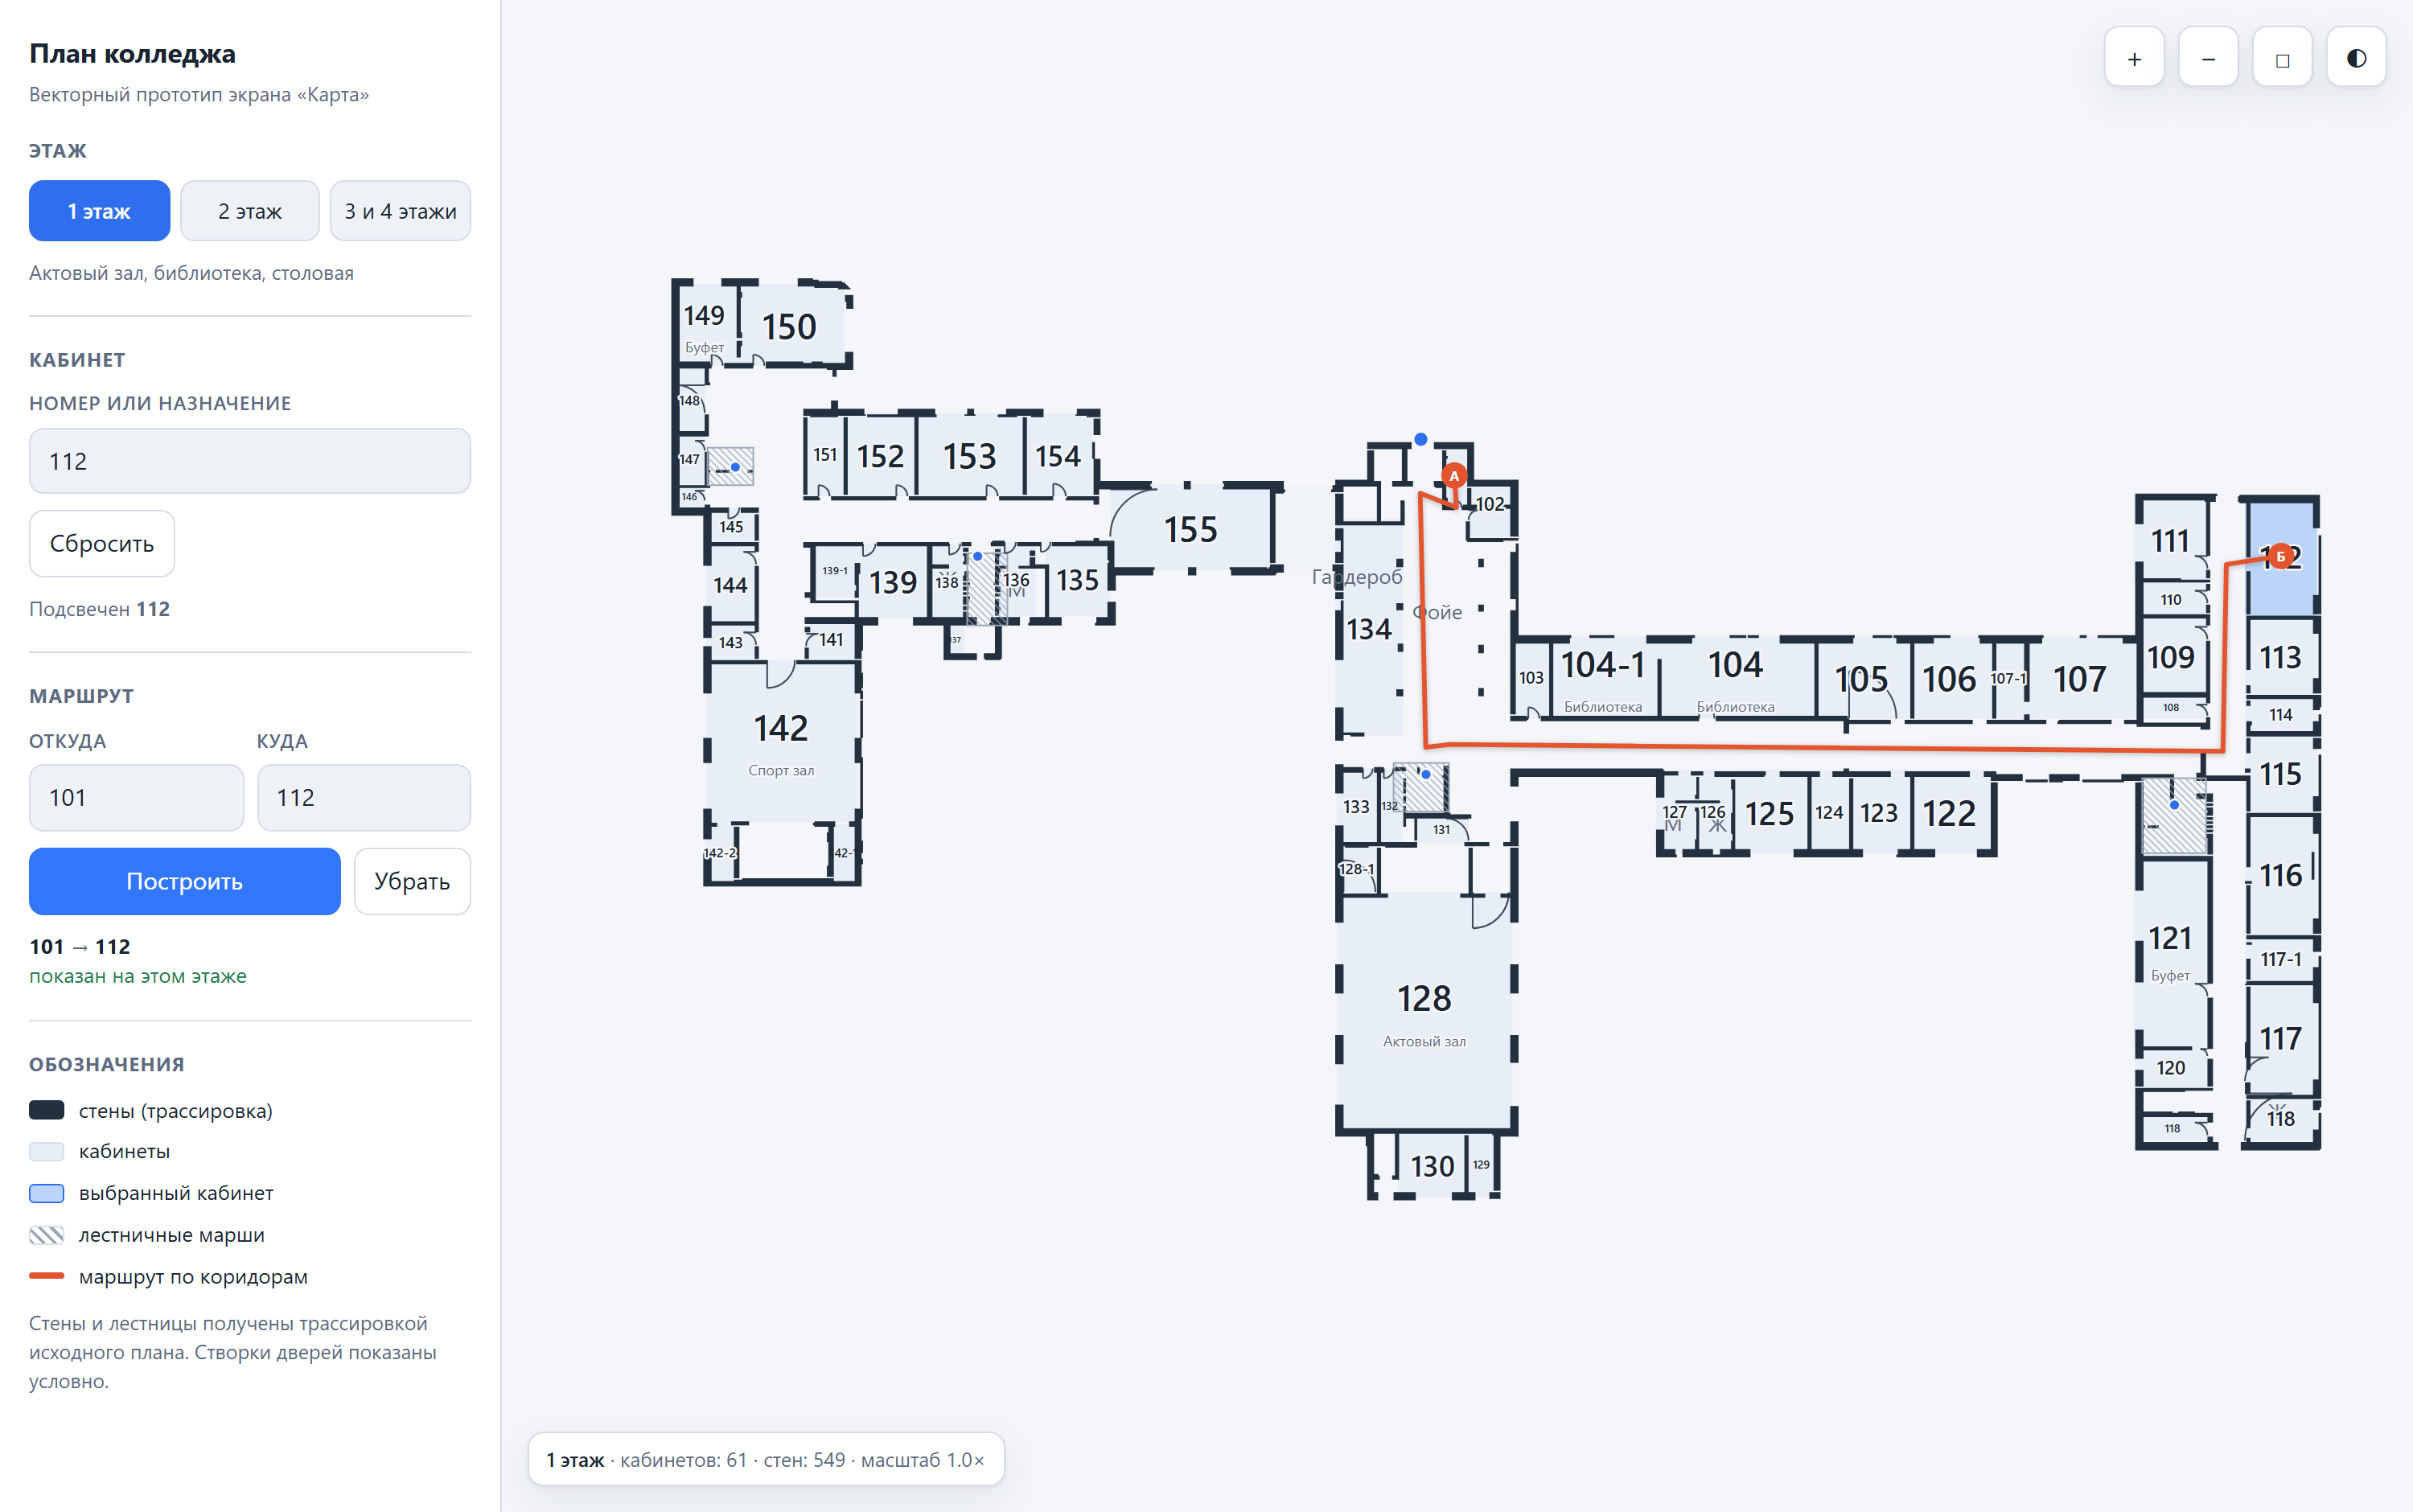 План колледжа
Векторный прототип экрана «Карта»
ЭТАЖ
1 этаж
2 этаж
3 и 4 этажи
Актовый зал, библиотека, столовая
КАБИНЕТ
НОМЕР ИЛИ НАЗНАЧЕНИЕ
112
Сбросить
Подсвечен 112
МАРШРУТ
ОТКУДА
КУДА
101
112
Построить
Убрать
101 → 112
показан на этом этаже
ОБОЗНАЧЕНИЯ
стены (трассировка)
кабинеты
выбранный кабинет
лестничные марши
маршрут по коридорам
Стены и лестницы получены трассировкой
исходного плана. Створки дверей показаны
условно.
+
−
149
Буфет
150
148
147
146
151
152
153
154
155
145
144
143
139-1
139
138
Ж
136
М
135
137
141
142
Спорт зал
142-2
42-
А
102
Гардероб
Фойе
134
103
104-1
Библиотека
104
Библиотека
105
106
107-1
107
111
110
109
108
Б
113
114
115
116
117-1
117
Ж
118
133
132
131
128-1
127
М
126
Ж
125
124
123
122
128
Актовый зал
130
129
121
Буфет
120
118
1 этаж · кабинетов: 61 · стен: 549 · масштаб 1.0×